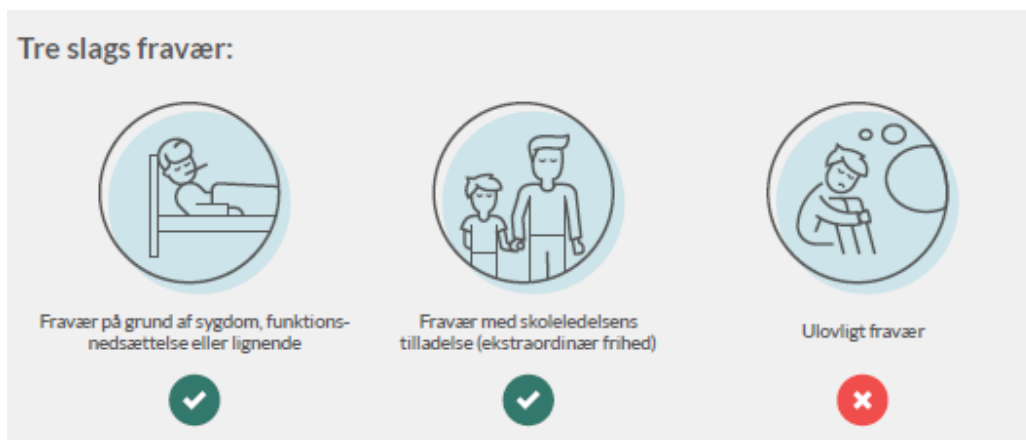 Tre slags fravær:
Fravær på grund af sygdom, funktions-
nedsættelse eller lignende
Fravær med skoleledelsens
tilladelse (ekstraordinær frihed)
Ulovligt fravær